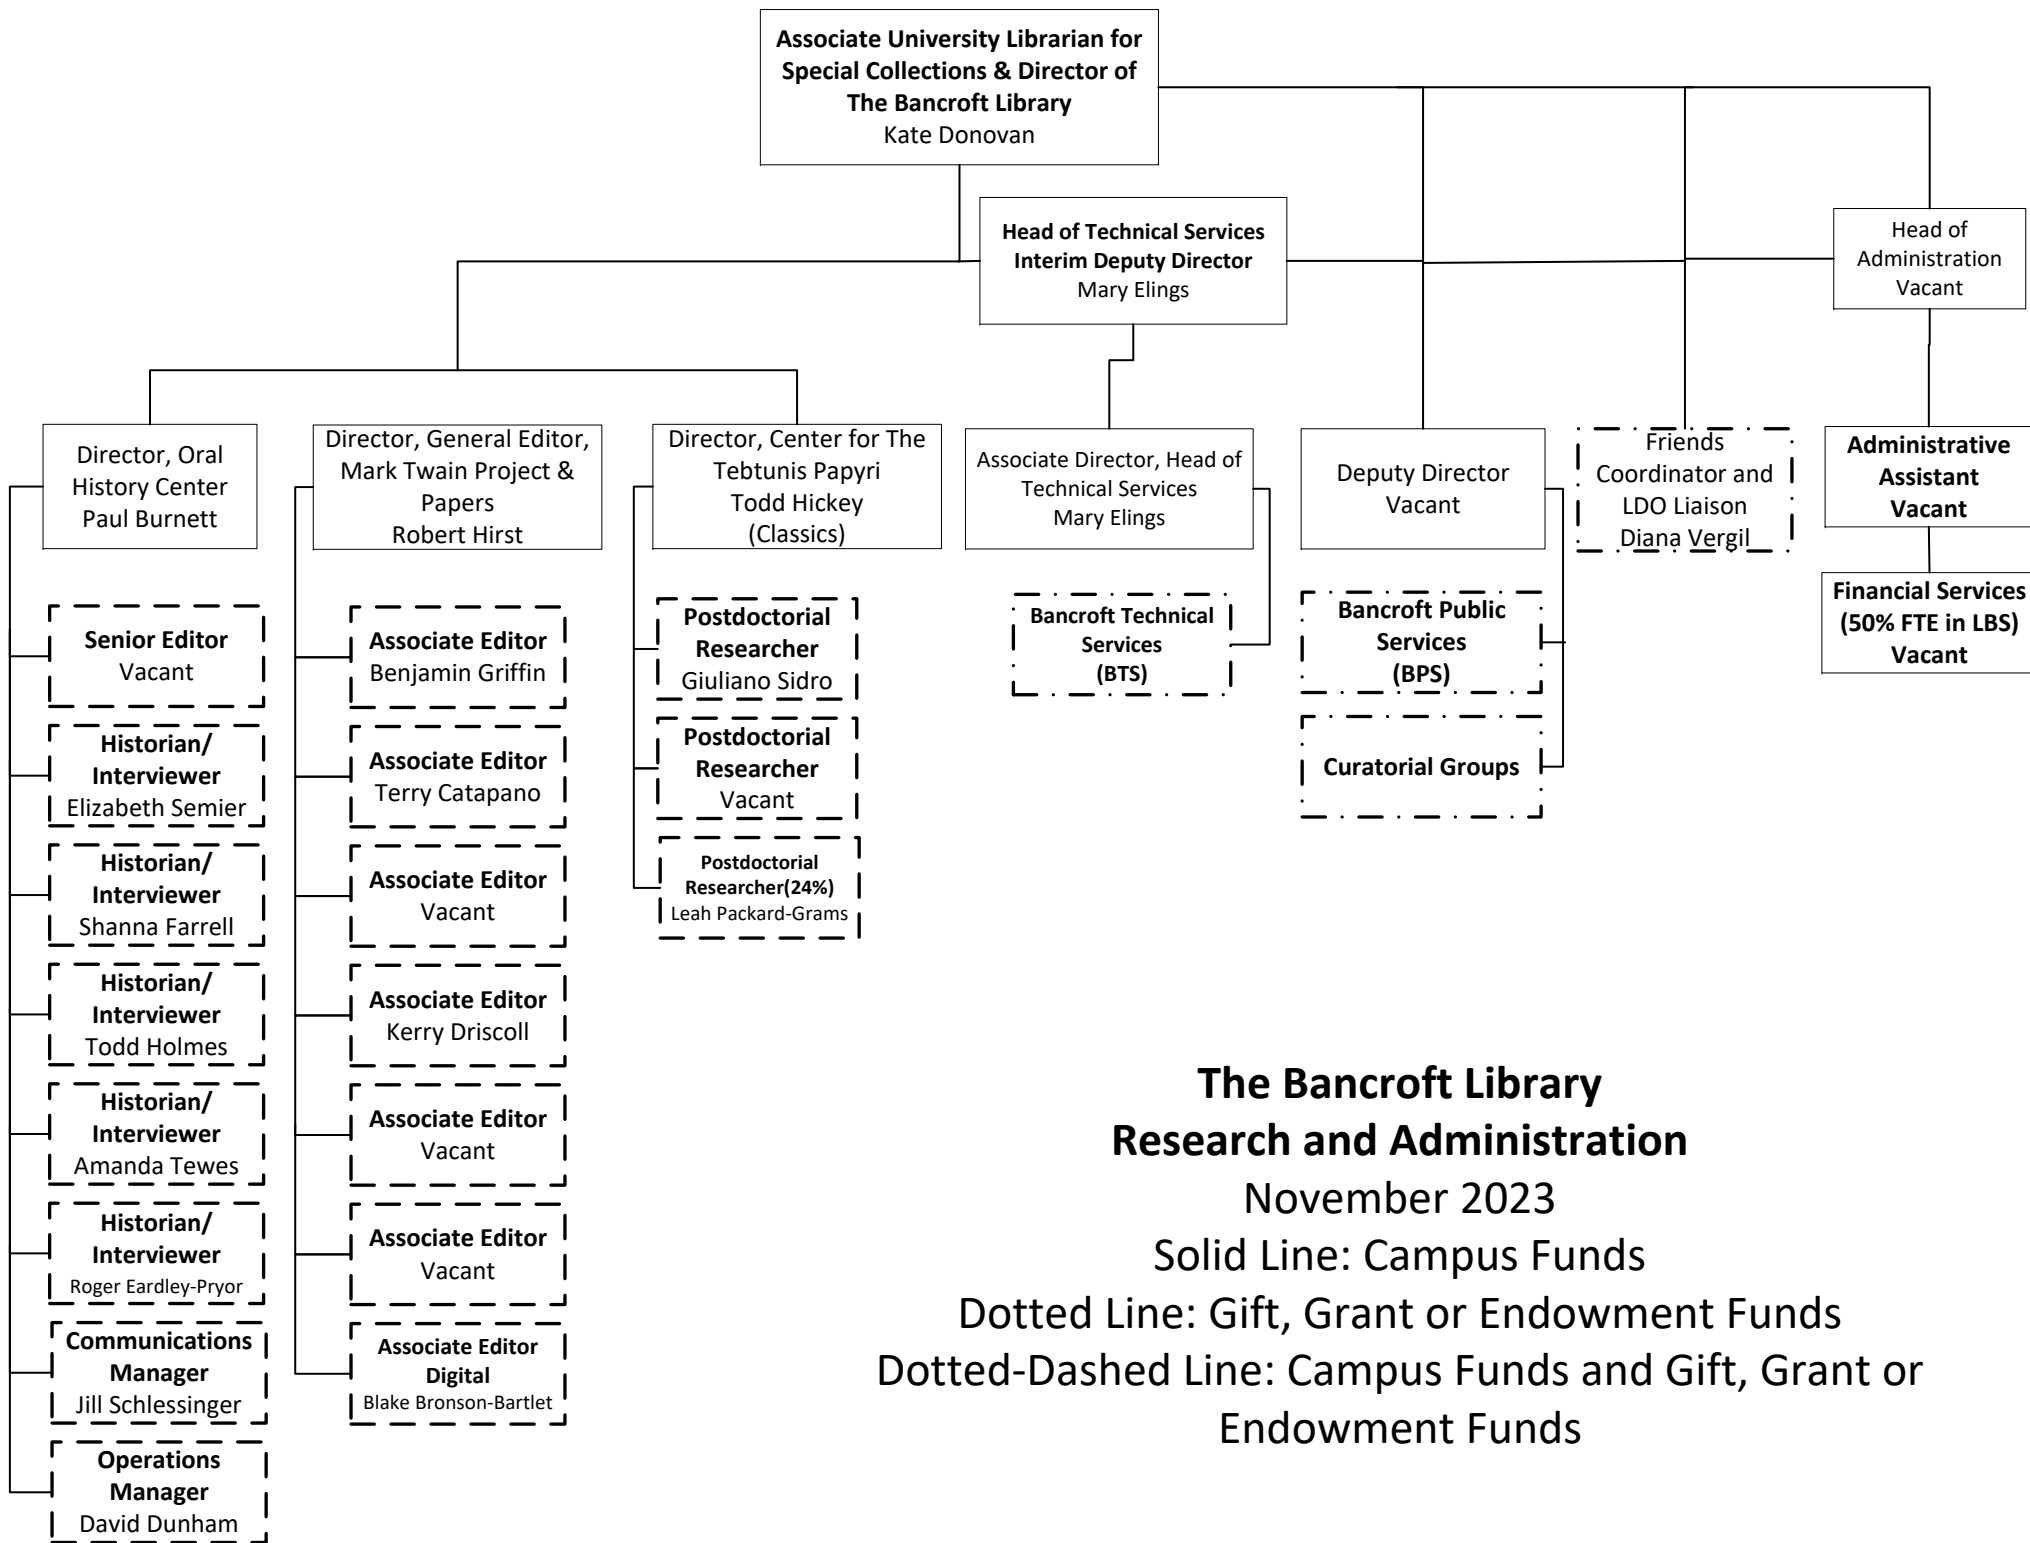 Associate University Librarian for
Special Collections & Director of
The Bancroft Library
Kate Donovan
Head of Technical Services
Interim Deputy Director
Mary Elings
Head of
Administration
Vacant
Director, Oral
History Center
Paul Burnett
Director, General Editor,
Mark Twain Project &
Papers
Robert Hirst
Director, Center for The
Tebtunis Papyri
Todd Hickey
(Classics)
Associate Director, Head of
Technical Services
Mary Elings
Deputy Director
Vacant
Friends
Coordinator and
LDO Liaison
Diana Vergil
Administrative
Assistant
Vacant
Financial Services
(50% FTE in LBS)
Vacant
Senior Editor
Vacant
Historian/
Interviewer
Elizabeth Semier
Historian/
Interviewer
Shanna Farrell
Historian/
Interviewer
Todd Holmes
Historian/
Interviewer
Amanda Tewes
Historian/
Interviewer
Roger Eardley-Pryor
Communications
Manager
Jill Schlessinger
Operations
Manager
David Dunham
Associate Editor
Benjamin Griffin
Associate Editor
Terry Catapano
Associate Editor
Vacant
Associate Editor
Kerry Driscoll
Associate Editor
Vacant
Associate Editor
Vacant
Associate Editor
Digital
Blake Bronson-Bartlet
Postdoctorial
Researcher
Giuliano Sidro
Postdoctorial
Researcher
Vacant
Postdoctorial
Researcher(24%)
Leah Packard-Grams
Bancroft Technical
Services
(BTS)
Bancroft Public
Services
(BPS)
Curatorial Groups
The Bancroft Library
Research and Administration
November 2023
Solid Line: Campus Funds
Dotted Line: Gift, Grant or Endowment Funds
Dotted-Dashed Line: Campus Funds and Gift, Grant or
Endowment Funds